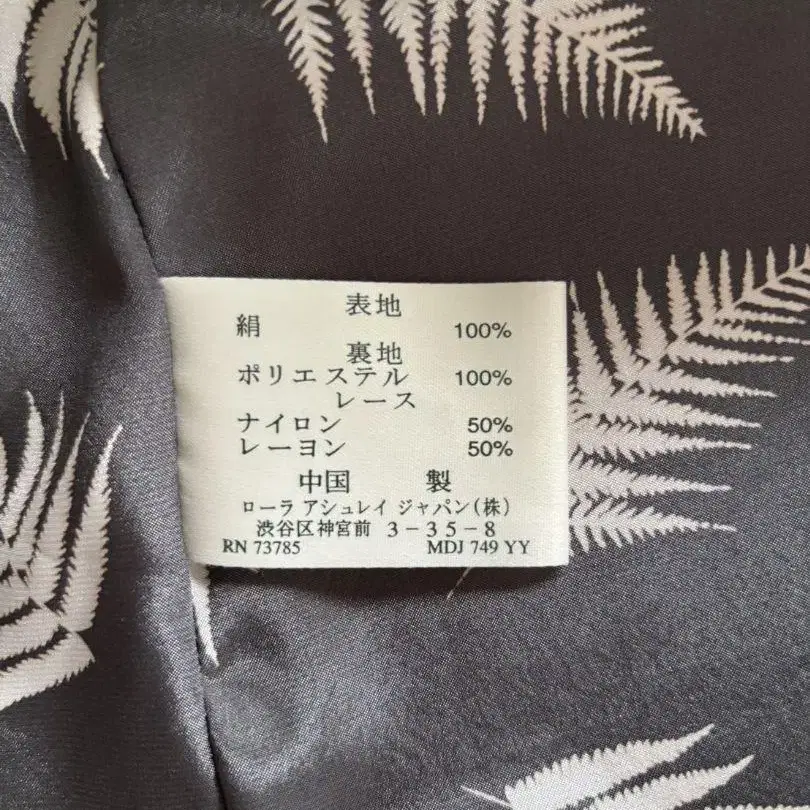 表地
絹 100%
裏地
ポリエステル 100%
レース
ナイロン 50%
レーヨン 50%
中国 製
ローラ アシュレイ ジャパン(株)
渋谷区神宮前 3-35-8
RN 73785 MDJ 749 YY